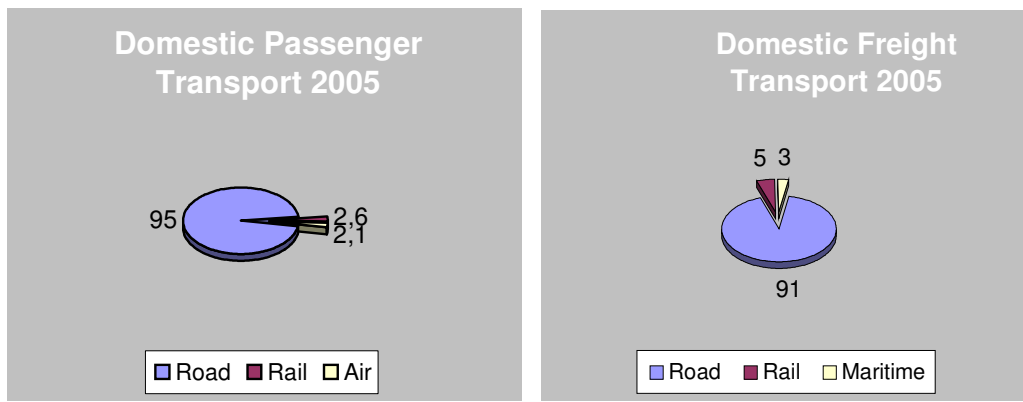 Domestic Passenger
Transport 2005
95
2,6
2,1
Road Rail Air
Domestic Freight
Transport 2005
5 3
91
Road Rail Maritime